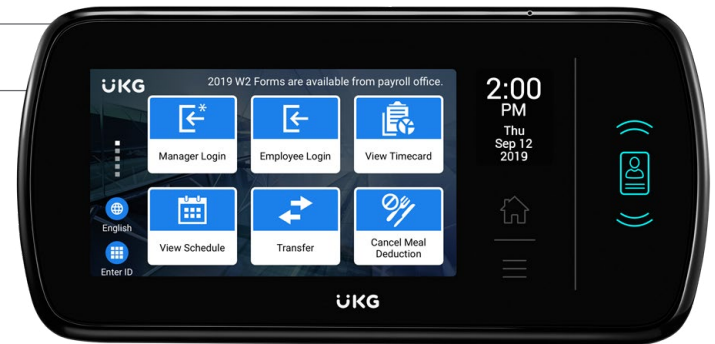 UKG
2019 W2 Forms are available from payroll office.
Manager Login
Employee Login
View Timecard
English
Enter ID
View Schedule
Transfer
Cancel Meal
Deduction
2:00
PM
Thu
Sep 12
2019
UKG